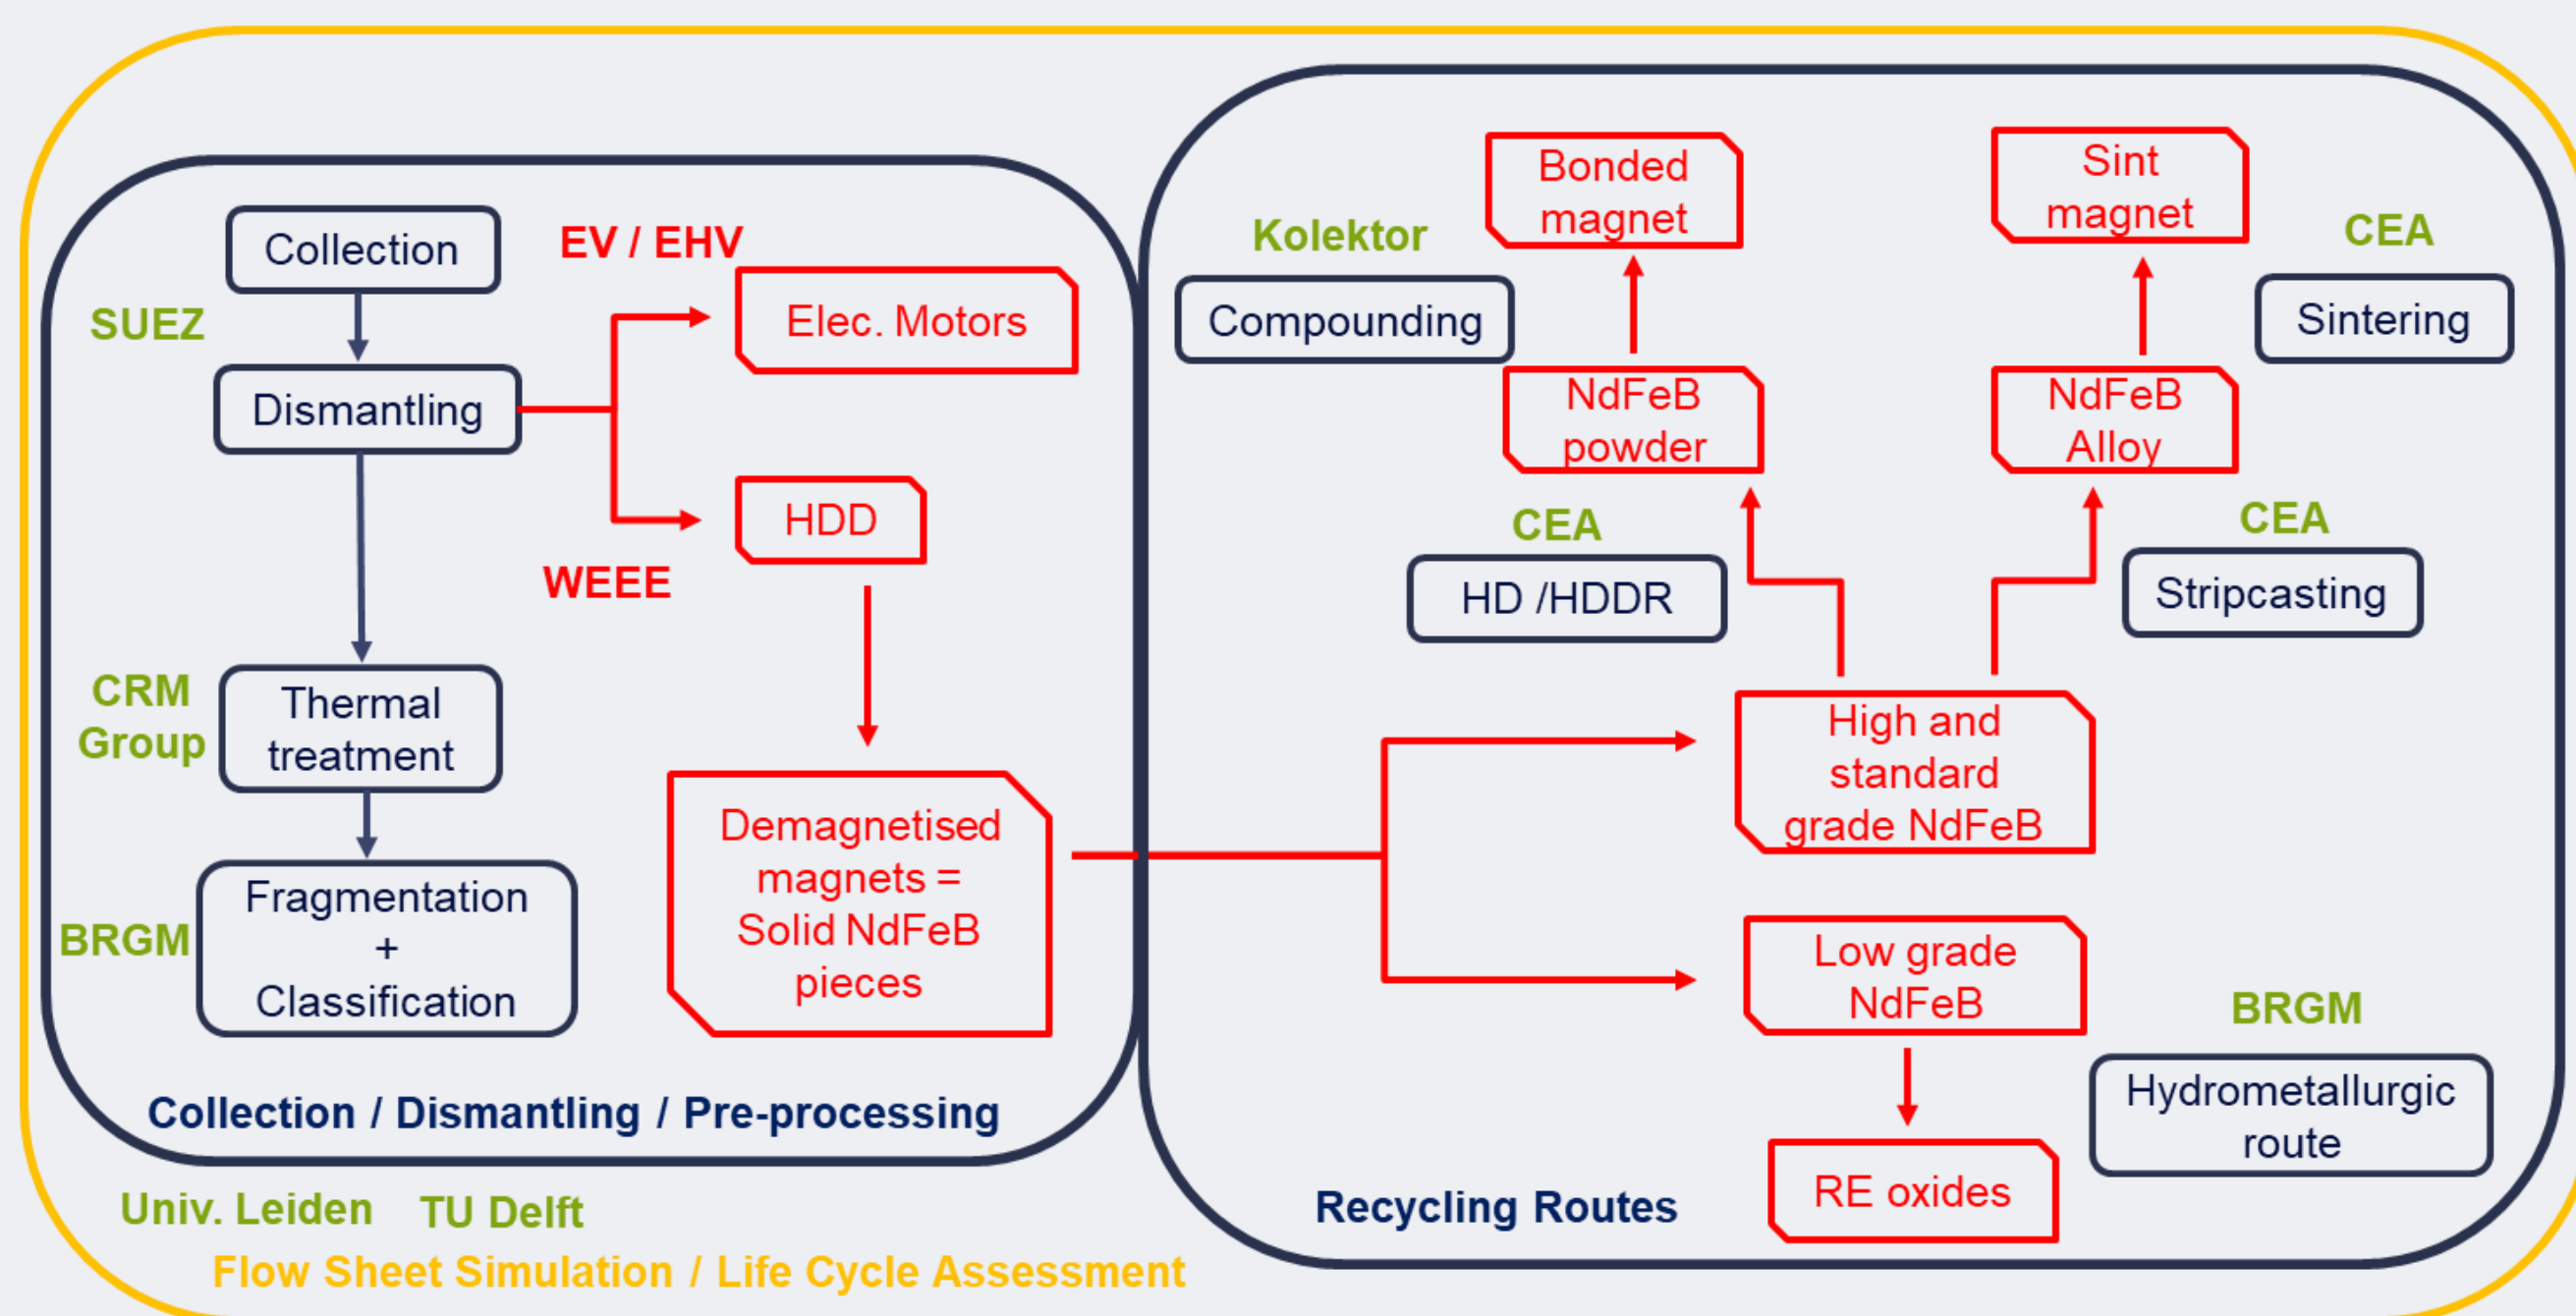 Collection
SUEZ
Dismantling
EV / EHV
Elec. Motors
HDD
WEEE
CRM
Group
Thermal
treatment
BRGM
Fragmentation
+
Classification
Demagnetised
magnets =
Solid NdFeB
pieces
Collection / Dismantling / Pre-processing
Bonded
magnet
Sint
magnet
Kolektor
Compounding
CEA
Sintering
NdFeB
powder
NdFeB
Alloy
CEA
HD /HDDR
CEA
Stripcasting
High and
standard
grade NdFeB
Low grade
NdFeB
BRGM
Hydrometallurgic
route
RE oxides
Recycling Routes
Univ. Leiden TU Delft
Flow Sheet Simulation / Life Cycle Assessment